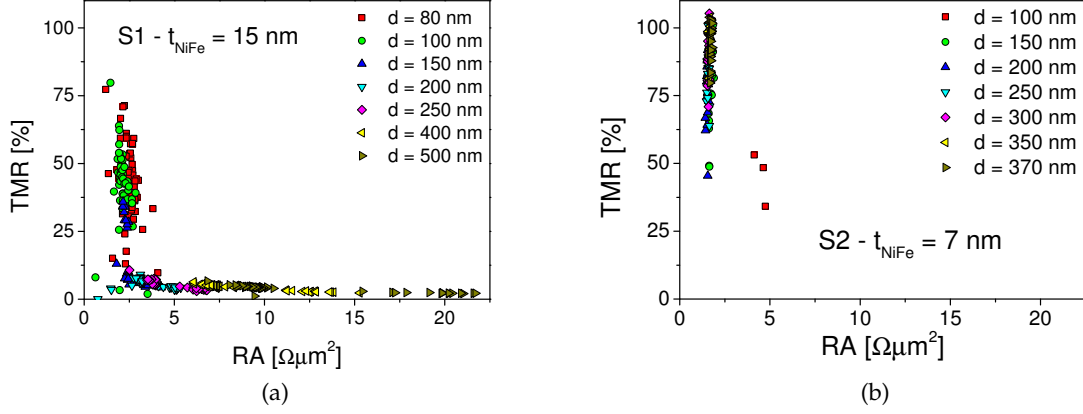 S1 - t_NiFe = 15 nm
d = 80 nm
d = 100 nm
d = 150 nm
d = 200 nm
d = 250 nm
d = 400 nm
d = 500 nm
TMR [%]
100
75
50
25
0
0 5 10 15 20
RA [Ωµm²]
(a)
d = 100 nm
d = 150 nm
d = 200 nm
d = 250 nm
d = 300 nm
d = 350 nm
d = 370 nm
S2 - t_NiFe = 7 nm
TMR [%]
100
75
50
25
0
0 5 10 15 20
RA [Ωµm²]
(b)